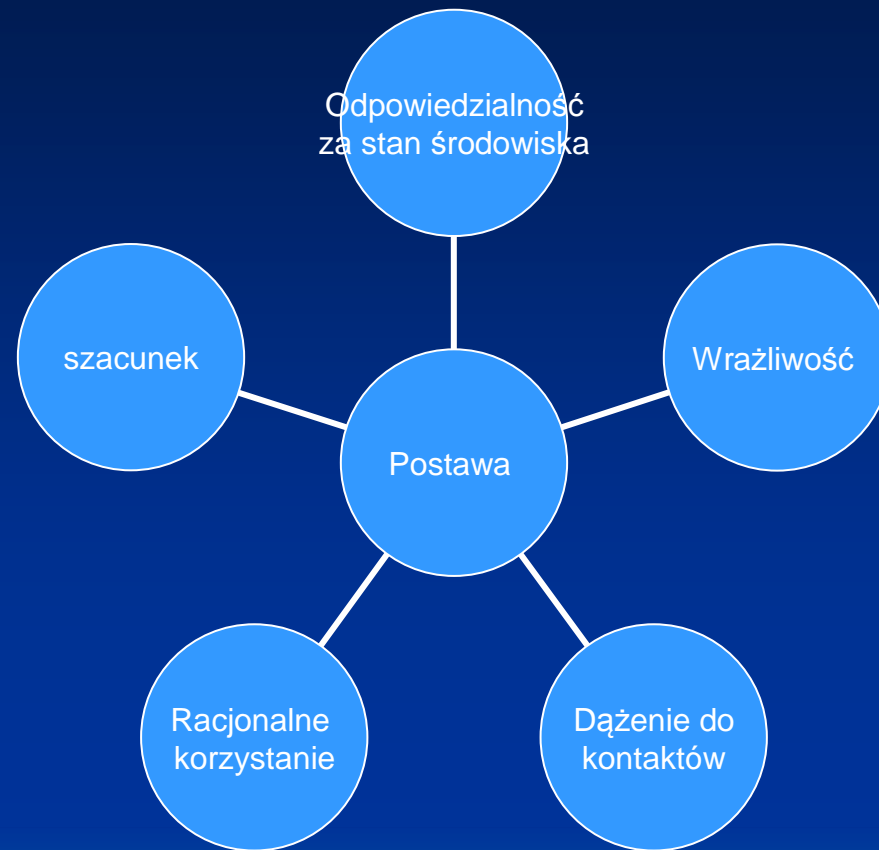 Odpowiedzialność
za stan środowiska
szacunek
Wrażliwość
Postawa
Racjonalne
korzystanie
Dążenie do
kontaktów